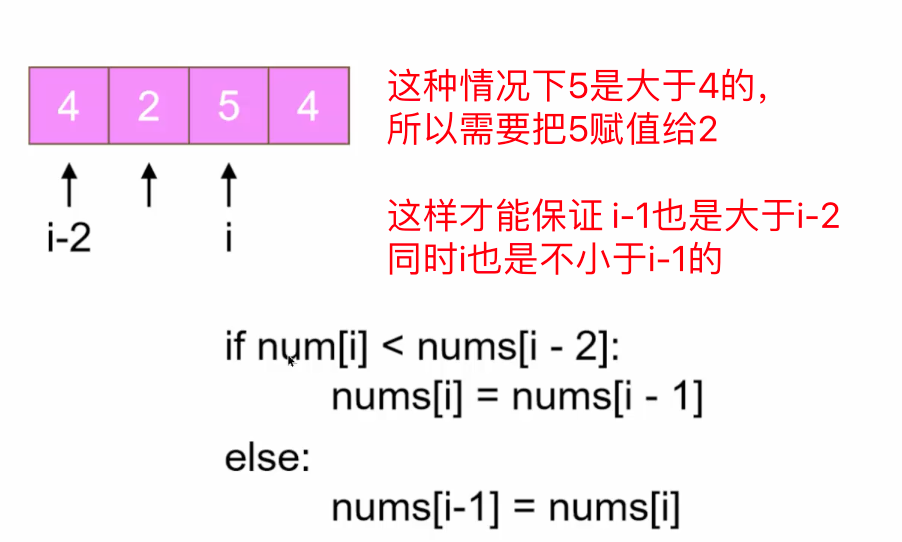 4 2 5 4
这种情况下5是大于4的，
所以需要把5赋值给2
i-2 i
这样才能保证 i-1也是大于i-2
同时i也是不小于i-1的
if num[i] < nums[i - 2]:
nums[i] = nums[i - 1]
else:
nums[i-1] = nums[i]